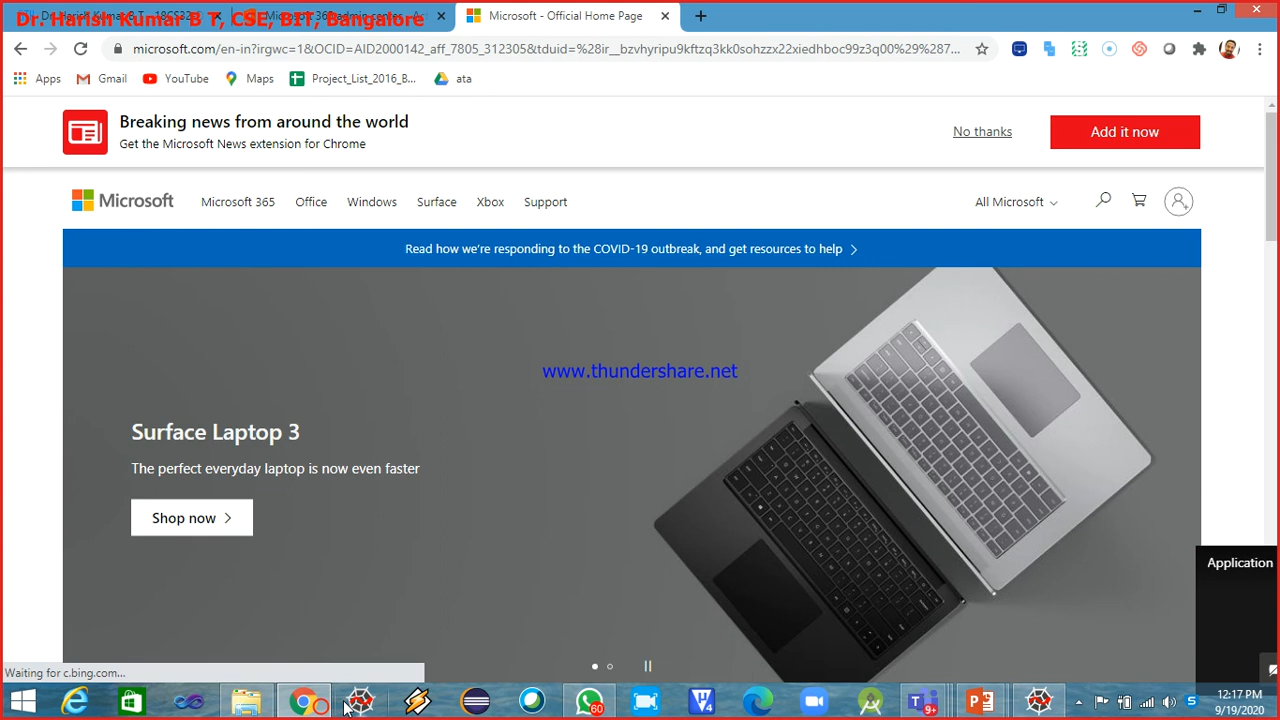 Dr. Harish Kumar B T, CSE, BIT, Bangalore
Microsoft - Official Home Page
microsoft.com/en-in?irgwc=1&OCID=AID2000142_aff_7805_312305&tduid=%28ir__bzvhyripu9kftzq3kk0sohzzx22xiedhboc99z3q00%29%287...
Apps Gmail YouTube Maps Project_List_2016_B... ata
Breaking news from around the world
Get the Microsoft News extension for Chrome
No thanks
Add it now
Microsoft
Microsoft 365 Office Windows Surface Xbox Support
All Microsoft
Read how we're responding to the COVID-19 outbreak, and get resources to help
www.thundershare.net
Surface Laptop 3
The perfect everyday laptop is now even faster
Shop now
Application
Waiting for c.bing.com...
60
V4
9+
12:17 PM
9/19/2020